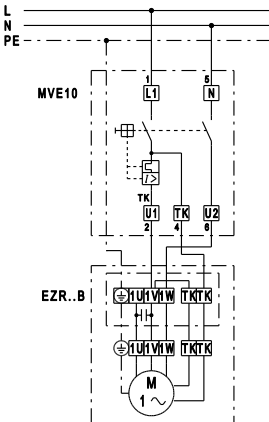 L
N
PE
1 5
MVE10 L1 N
I>
TK
U1 TK U2
2 4 6
EZR..B 1U 1V 1W TK TK
1U 1V 1W TK TK
M
1 ~